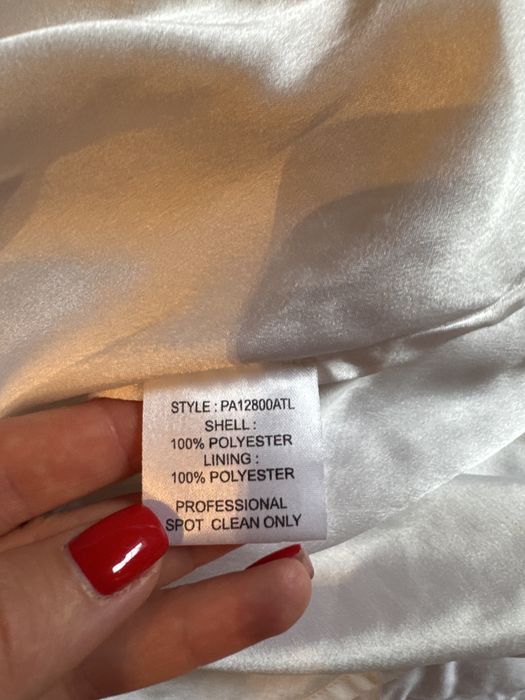 STYLE : PA12800ATL
SHELL :
100% POLYESTER
LINING :
100% POLYESTER
PROFESSIONAL
SPOT CLEAN ONLY